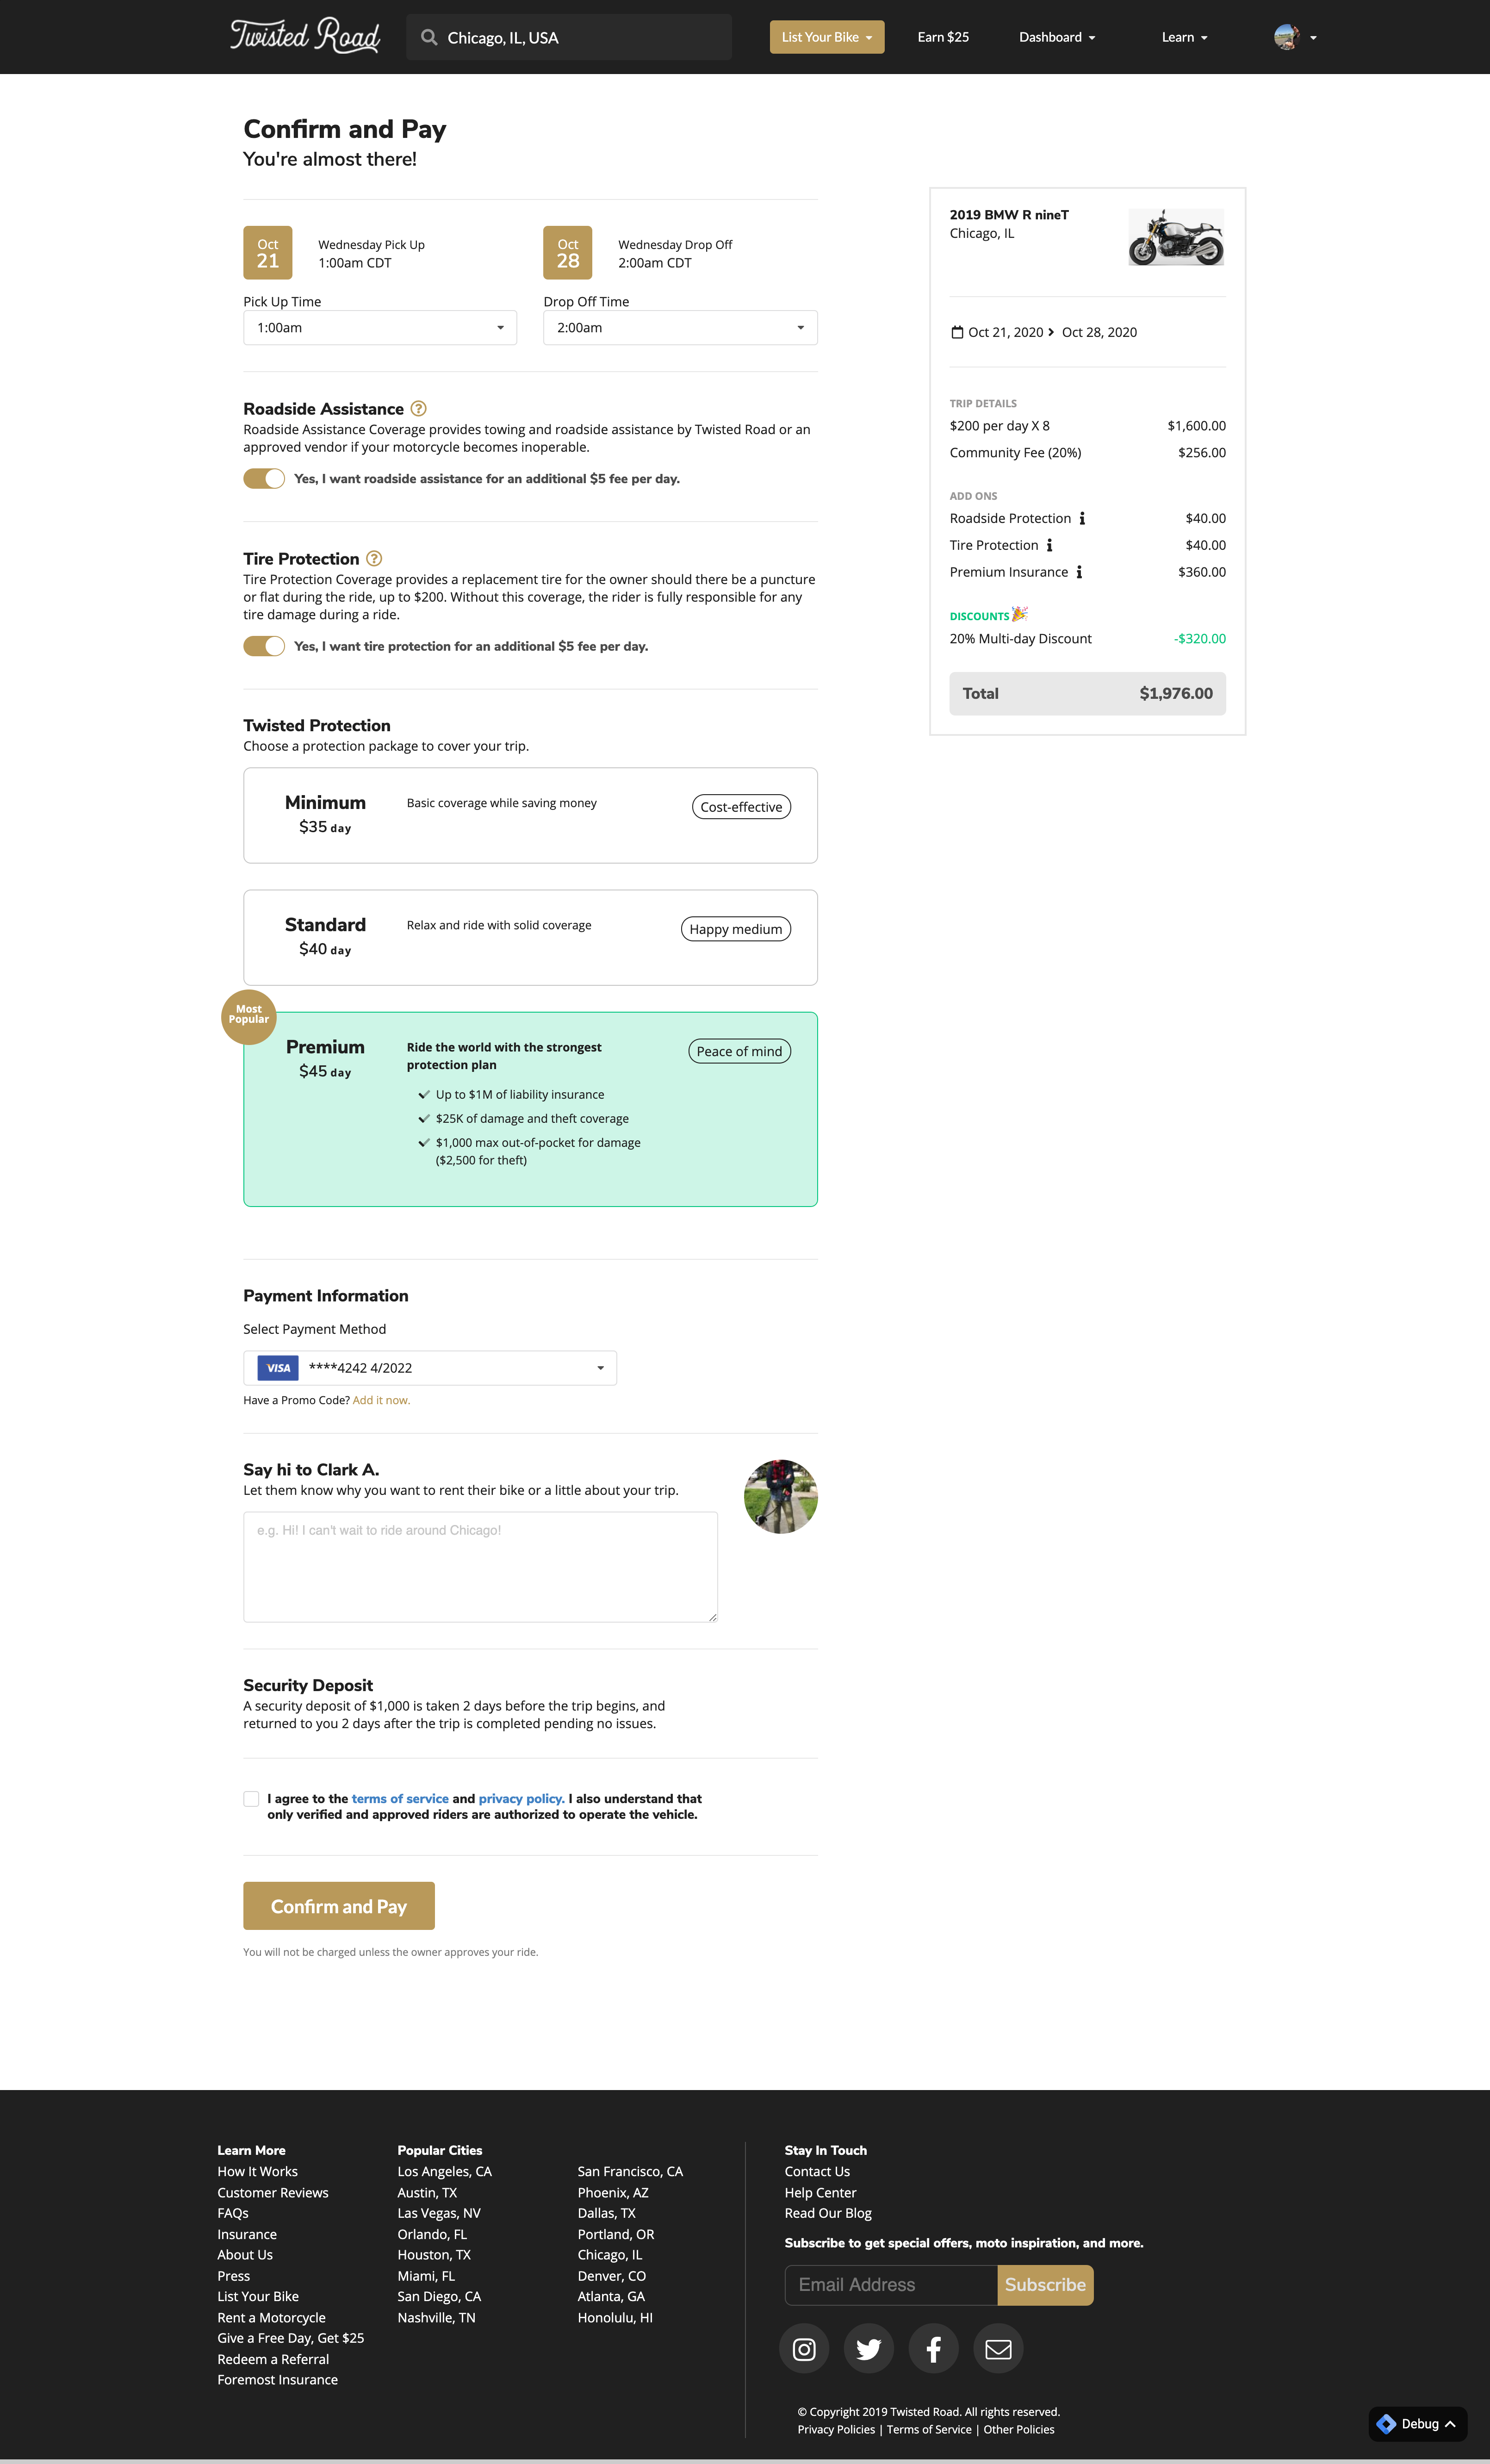 Twisted Road
Chicago, IL, USA
List Your Bike
Earn $25
Dashboard
Learn
Confirm and Pay
You're almost there!
Oct
21
Wednesday Pick Up
1:00am CDT
Oct
28
Wednesday Drop Off
2:00am CDT
Pick Up Time
1:00am
Drop Off Time
2:00am
Roadside Assistance ?
Roadside Assistance Coverage provides towing and roadside assistance by Twisted Road or an
approved vendor if your motorcycle becomes inoperable.
Yes, I want roadside assistance for an additional $5 fee per day.
Tire Protection ?
Tire Protection Coverage provides a replacement tire for the owner should there be a puncture
or flat during the ride, up to $200. Without this coverage, the rider is fully responsible for any
tire damage during a ride.
Yes, I want tire protection for an additional $5 fee per day.
Twisted Protection
Choose a protection package to cover your trip.
Minimum
$35 day
Basic coverage while saving money
Cost-effective
Standard
$40 day
Relax and ride with solid coverage
Happy medium
Most
Popular
Premium
$45 day
Ride the world with the strongest
protection plan
Up to $1M of liability insurance
$25K of damage and theft coverage
$1,000 max out-of-pocket for damage
($2,500 for theft)
Peace of mind
Payment Information
Select Payment Method
VISA ****4242 4/2022
Have a Promo Code? Add it now.
Say hi to Clark A.
Let them know why you want to rent their bike or a little about your trip.
e.g. Hi! I can't wait to ride around Chicago!
Security Deposit
A security deposit of $1,000 is taken 2 days before the trip begins, and
returned to you 2 days after the trip is completed pending no issues.
I agree to the terms of service and privacy policy. I also understand that
only verified and approved riders are authorized to operate the vehicle.
Confirm and Pay
You will not be charged unless the owner approves your ride.
2019 BMW R nineT
Chicago, IL
Oct 21, 2020 > Oct 28, 2020
TRIP DETAILS
$200 per day X 8 $1,600.00
Community Fee (20%) $256.00
ADD ONS
Roadside Protection i $40.00
Tire Protection i $40.00
Premium Insurance i $360.00
DISCOUNTS
20% Multi-day Discount -$320.00
Total $1,976.00
Learn More
How It Works
Customer Reviews
FAQs
Insurance
About Us
Press
List Your Bike
Rent a Motorcycle
Give a Free Day, Get $25
Redeem a Referral
Foremost Insurance
Popular Cities
Los Angeles, CA
Austin, TX
Las Vegas, NV
Orlando, FL
Houston, TX
Miami, FL
San Diego, CA
Nashville, TN
San Francisco, CA
Phoenix, AZ
Dallas, TX
Portland, OR
Chicago, IL
Denver, CO
Atlanta, GA
Honolulu, HI
Stay In Touch
Contact Us
Help Center
Read Our Blog
Subscribe to get special offers, moto inspiration, and more.
Email Address
Subscribe
© Copyright 2019 Twisted Road. All rights reserved.
Privacy Policies | Terms of Service | Other Policies
Debug